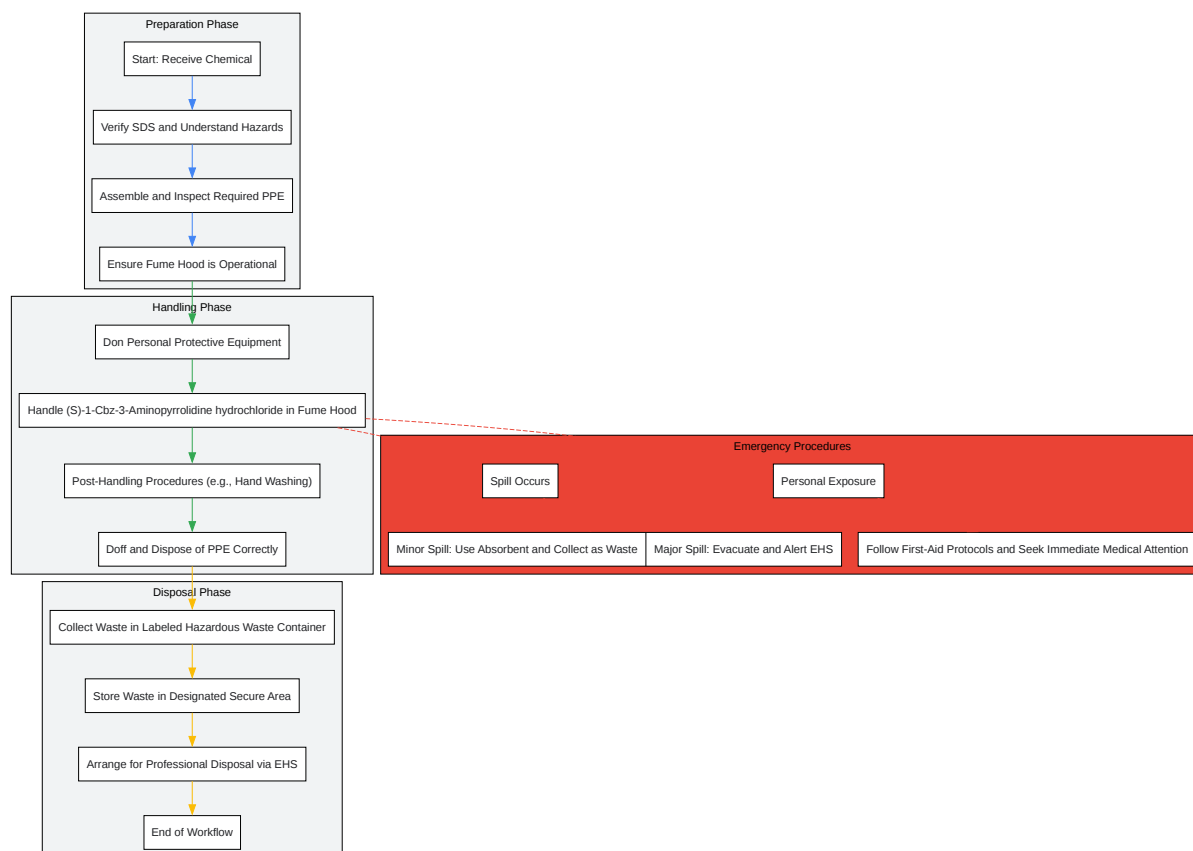 Preparation Phase
Start: Receive Chemical
Verify SDS and Understand Hazards
Assemble and Inspect Required PPE
Ensure Fume Hood is Operational
Handling Phase
Don Personal Protective Equipment
Handle (S)-1-Cbz-3-Aminopyrrolidine hydrochloride in Fume Hood
Post-Handling Procedures (e.g., Hand Washing)
Doff and Dispose of PPE Correctly
Emergency Procedures
Spill Occurs
Personal Exposure
Minor Spill: Use Absorbent and Collect as Waste
Major Spill: Evacuate and Alert EHS
Follow First-Aid Protocols and Seek Immediate Medical Attention
Disposal Phase
Collect Waste in Labeled Hazardous Waste Container
Store Waste in Designated Secure Area
Arrange for Professional Disposal via EHS
End of Workflow